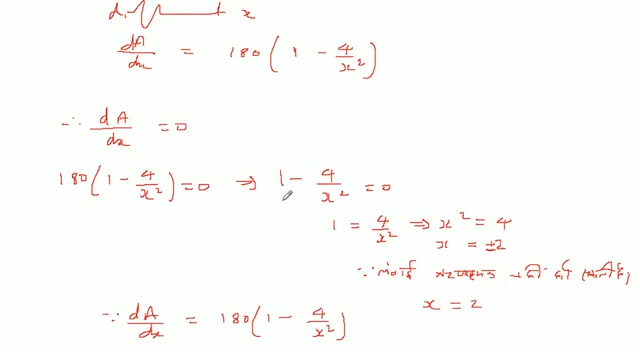 dA/dx = 180(1 - 4/x²)
∵ dA/dx = 0
180(1 - 4/x²) = 0 ⇒ 1 - 4/x² = 0
1 = 4/x² ⇒ x² = 4
x = ±2
x = 2
∵ dA/dx = 180(1 - 4/x²)